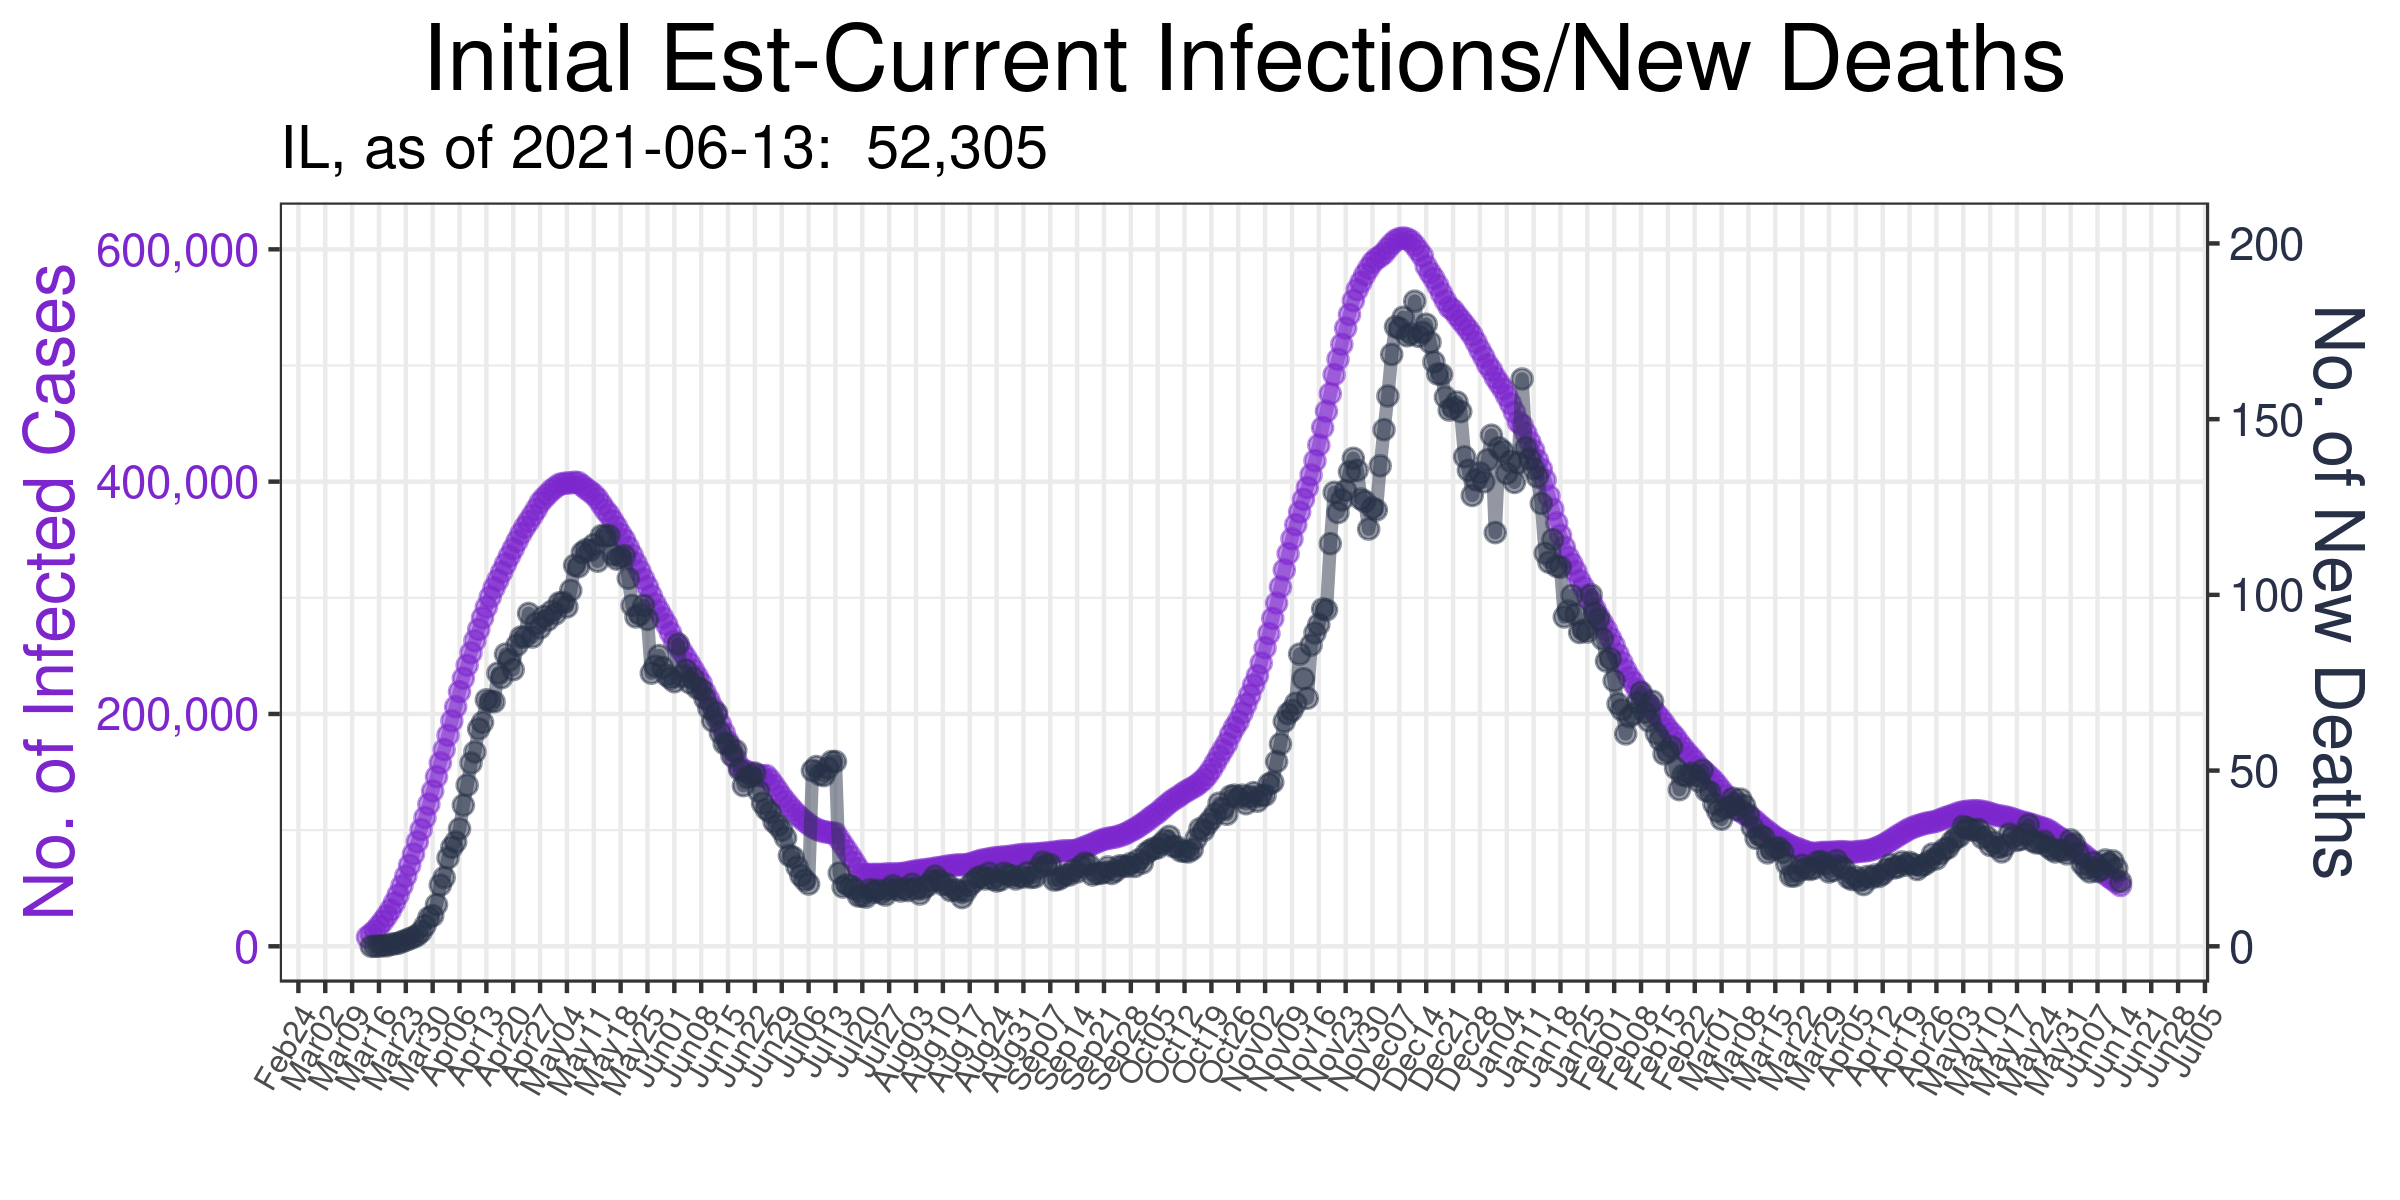 Initial Est-Current Infections/New Deaths
IL, as of 2021-06-13: 52,305
No. of Infected Cases
600,000
400,000
200,000
0
200
150
100
50
0
No. of New Deaths
Feb24
Mar02
Mar09
Mar16
Mar23
Mar30
Apr06
Apr13
Apr20
Apr27
May04
May11
May18
May25
Jun01
Jun08
Jun15
Jun22
Jun29
Jul06
Jul13
Jul20
Jul27
Aug03
Aug10
Aug17
Aug24
Aug31
Sep07
Sep14
Sep21
Sep28
Oct05
Oct12
Oct19
Oct26
Nov02
Nov09
Nov16
Nov23
Nov30
Dec07
Dec14
Dec21
Dec28
Jan04
Jan11
Jan18
Jan25
Feb01
Feb08
Feb15
Feb22
Mar01
Mar08
Mar15
Mar22
Mar29
Apr05
Apr12
Apr19
Apr26
May03
May10
May17
May24
May31
Jun07
Jun14
Jun21
Jun28
Jul05